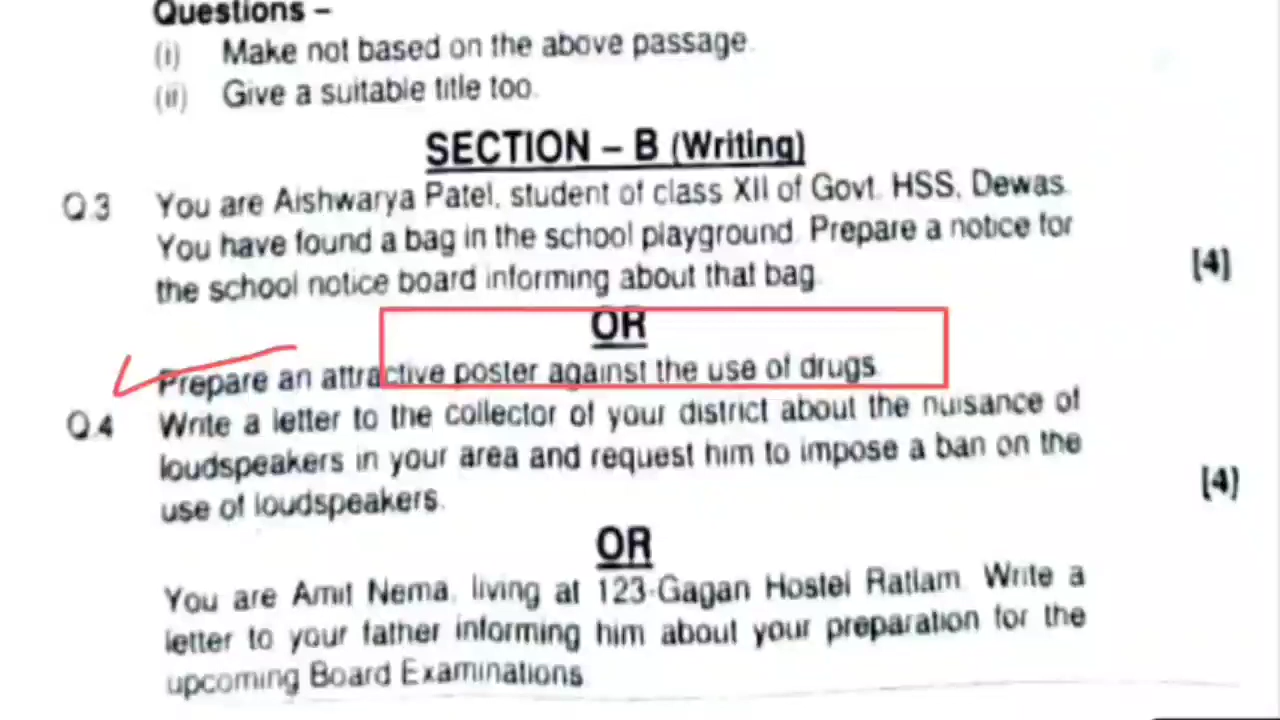 Questions –
(i) Make not based on the above passage.
(ii) Give a suitable title too.
SECTION – B (Writing)
Q.3 You are Aishwarya Patel, student of class XII of Govt. HSS, Dewas.
You have found a bag in the school playground. Prepare a notice for
the school notice board informing about that bag. [4]
OR
Prepare an attractive poster against the use of drugs.
Q.4 Write a letter to the collector of your district about the nuisance of
loudspeakers in your area and request him to impose a ban on the
use of loudspeakers. [4]
OR
You are Amit Nema, living at 123-Gagan Hostel Ratlam. Write a
letter to your father informing him about your preparation for the
upcoming Board Examinations.